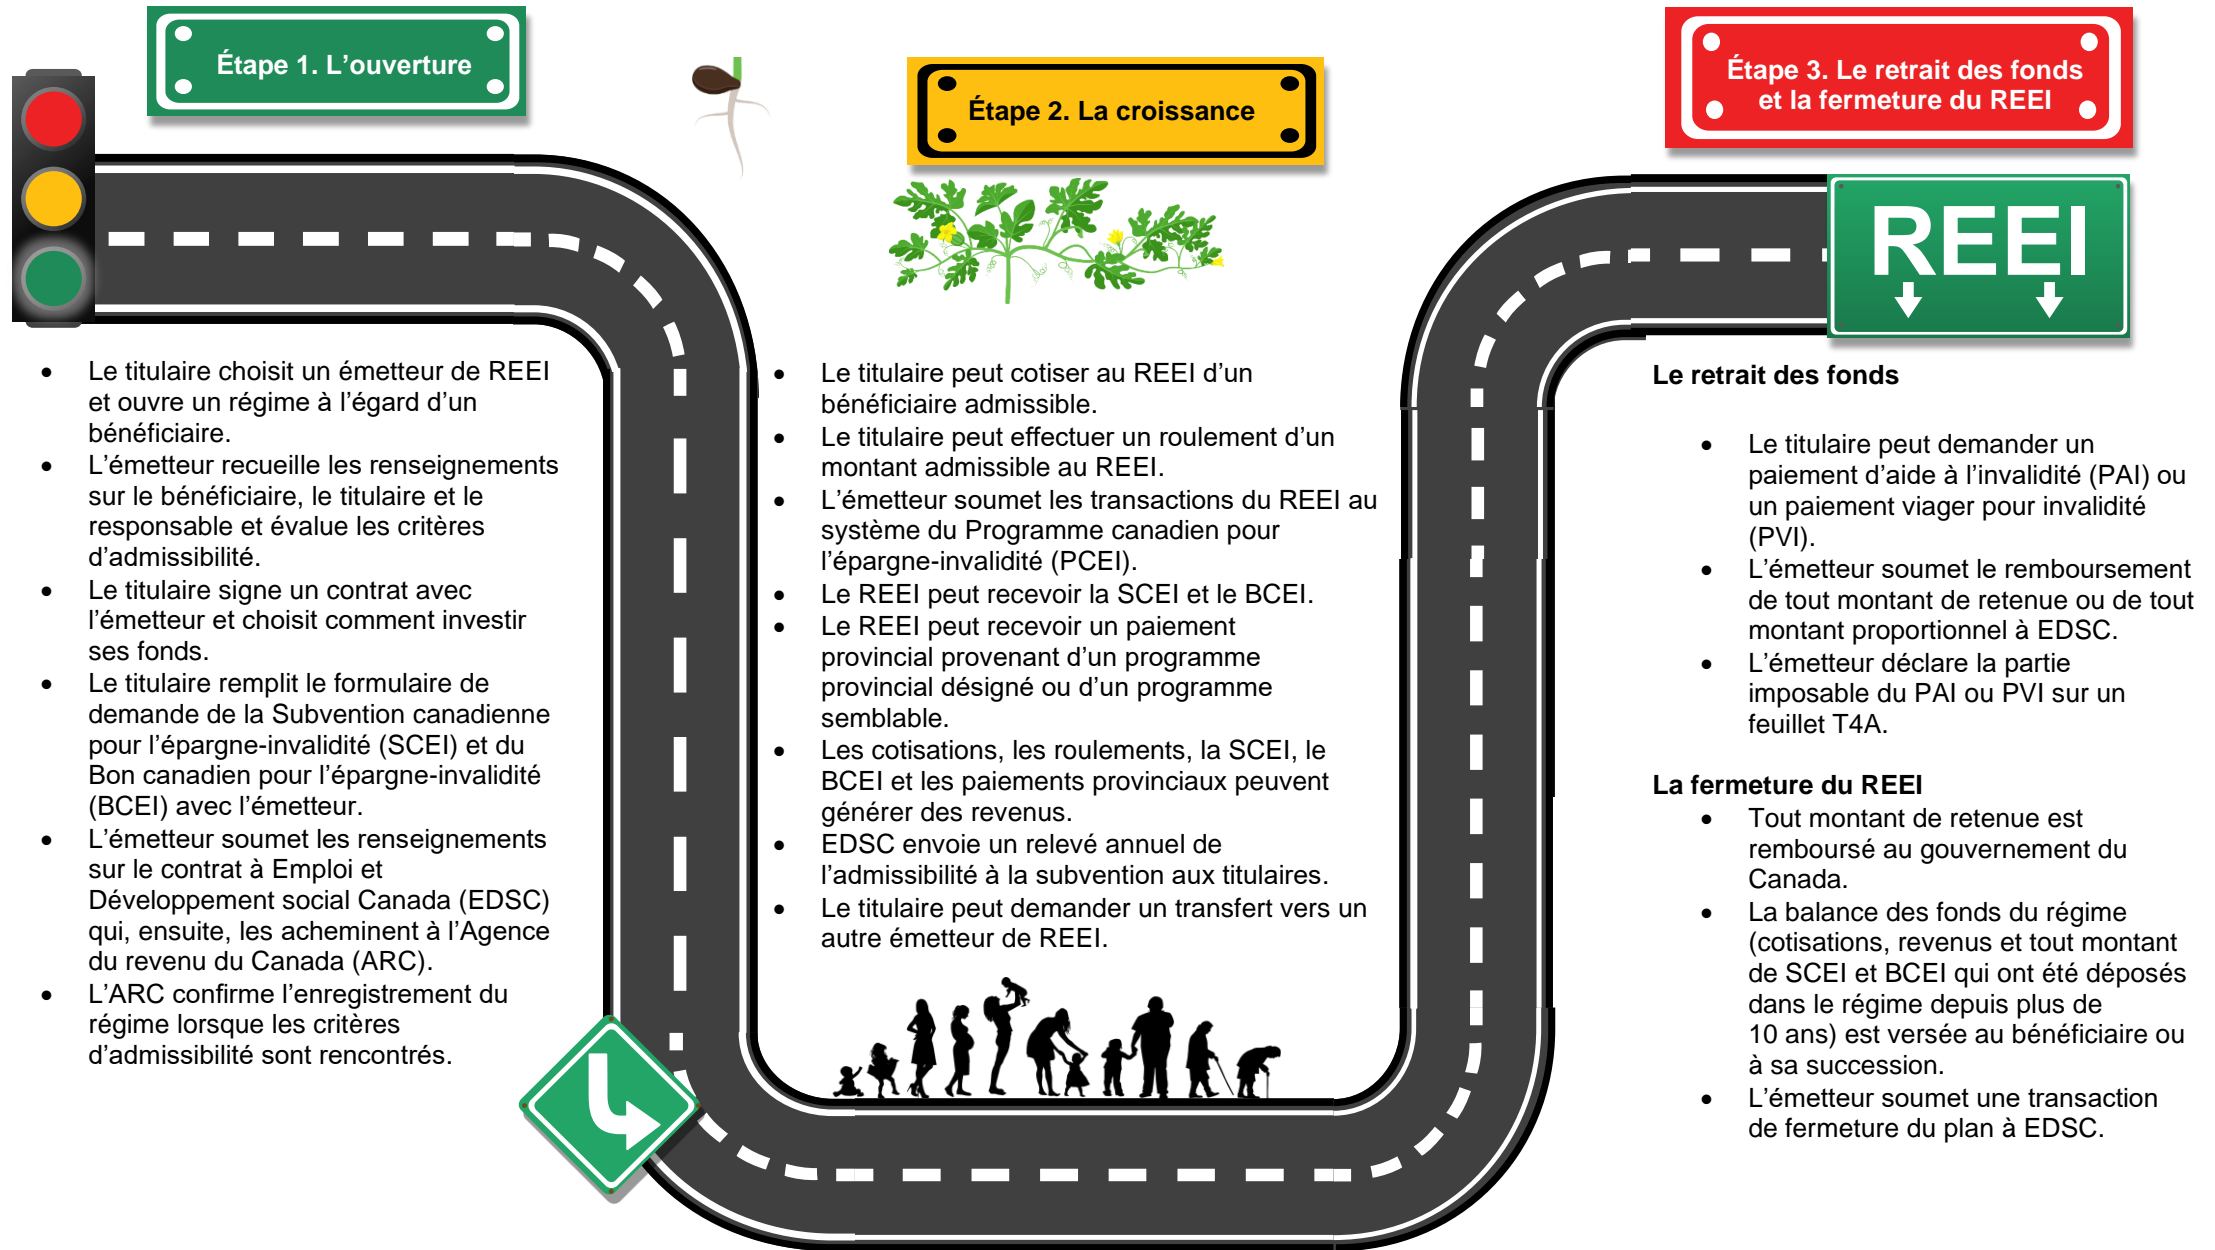 Étape 1. L’ouverture
• Le titulaire choisit un émetteur de REEI
et ouvre un régime à l’égard d’un
bénéficiaire.
• L’émetteur recueille les renseignements
sur le bénéficiaire, le titulaire et le
responsable et évalue les critères
d’admissibilité.
• Le titulaire signe un contrat avec
l’émetteur et choisit comment investir
ses fonds.
• Le titulaire remplit le formulaire de
demande de la Subvention canadienne
pour l’épargne-invalidité (SCEI) et du
Bon canadien pour l’épargne-invalidité
(BCEI) avec l’émetteur.
• L’émetteur soumet les renseignements
sur le contrat à Emploi et
Développement social Canada (EDSC)
qui, ensuite, les acheminent à l’Agence
du revenu du Canada (ARC).
• L’ARC confirme l’enregistrement du
régime lorsque les critères
d’admissibilité sont rencontrés.
Étape 2. La croissance
• Le titulaire peut cotiser au REEI d’un
bénéficiaire admissible.
• Le titulaire peut effectuer un roulement d’un
montant admissible au REEI.
• L’émetteur soumet les transactions du REEI au
système du Programme canadien pour
l’épargne-invalidité (PCEI).
• Le REEI peut recevoir la SCEI et le BCEI.
• Le REEI peut recevoir un paiement
provincial provenant d’un programme
provincial désigné ou d’un programme
semblable.
• Les cotisations, les roulements, la SCEI, le
BCEI et les paiements provinciaux peuvent
générer des revenus.
• EDSC envoie un relevé annuel de
l’admissibilité à la subvention aux titulaires.
• Le titulaire peut demander un transfert vers un
autre émetteur de REEI.
Étape 3. Le retrait des fonds
et la fermeture du REEI
REEI
Le retrait des fonds
• Le titulaire peut demander un
paiement d’aide à l’invalidité (PAI) ou
un paiement viager pour invalidité
(PVI).
• L’émetteur soumet le remboursement
de tout montant de retenue ou de tout
montant proportionnel à EDSC.
• L’émetteur déclare la partie
imposable du PAI ou PVI sur un
feuillet T4A.
La fermeture du REEI
• Tout montant de retenue est
remboursé au gouvernement du
Canada.
• La balance des fonds du régime
(cotisations, revenus et tout montant
de SCEI et BCEI qui ont été déposés
dans le régime depuis plus de
10 ans) est versée au bénéficiaire ou
à sa succession.
• L’émetteur soumet une transaction
de fermeture du plan à EDSC.